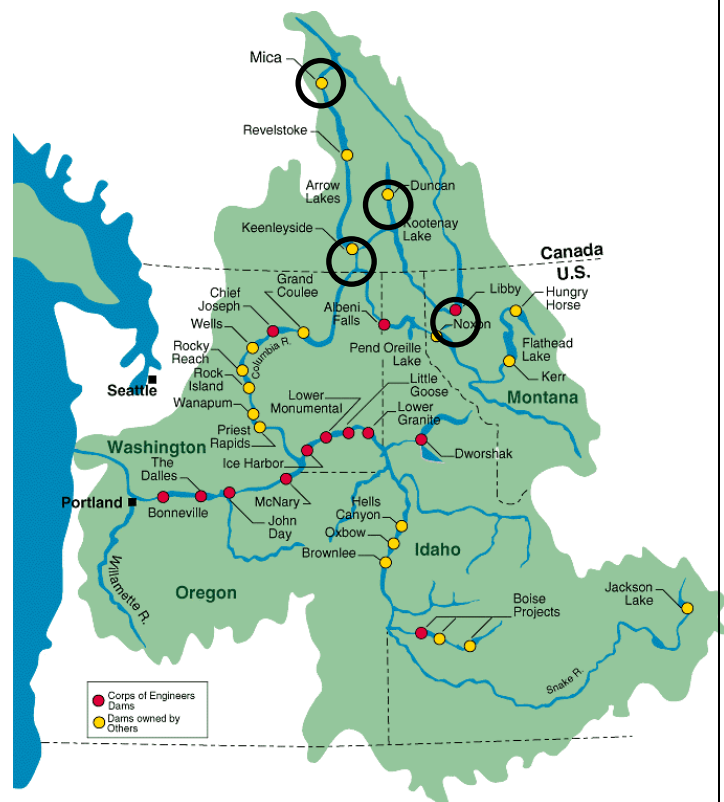 Mica
Revelstoke
Arrow
Lakes
Duncan
Kootenay
Lake
Keenleyside
Canada
U.S.
Grand
Coulee
Chief
Joseph
Wells
Rocky
Reach
Rock
Island
Wanapum
Priest
Rapids
Columbia R.
Albeni
Falls
Libby
Noxon
Hungry
Horse
Pend Oreille
Lake
Flathead
Lake
Kerr
Montana
Seattle
Little
Goose
Lower
Monumental
Lower
Granite
Washington
Ice Harbor
Dworshak
The
Dalles
Portland
Bonneville
McNary
John
Day
Hells
Canyon
Oxbow
Brownlee
Idaho
Willamette R.
Oregon
Boise
Projects
Jackson
Lake
Snake R.
Corps of Engineers
Dams
Dams owned by
Others